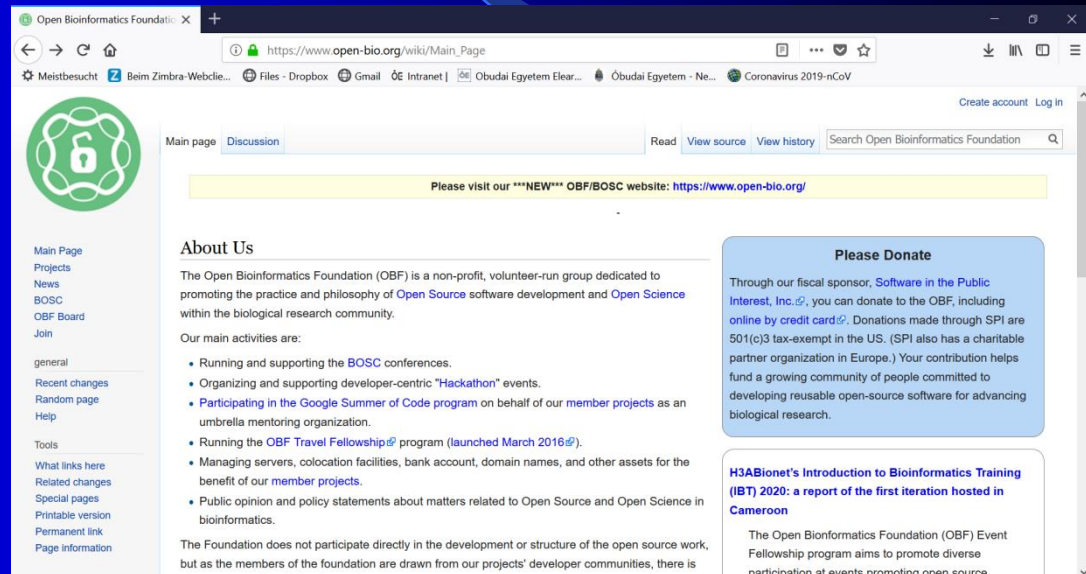 Open Bioinformatics Foundatio
https://www.open-bio.org/wiki/Main_Page
Meistbesucht
Beim Zimbra-Webclie...
Files - Dropbox
Gmail
Intranet |
Obudai Egyetem Elear...
Óbudai Egyetem - Ne...
Coronavirus 2019-nCoV
Create account Log in
Main page Discussion
Read View source View history Search Open Bioinformatics Foundation
Please visit our ***NEW*** OBF/BOSC website: https://www.open-bio.org/
-
Main Page
Projects
News
BOSC
OBF Board
Join
general
Recent changes
Random page
Help
Tools
What links here
Related changes
Special pages
Printable version
Permanent link
Page information
About Us
The Open Bioinformatics Foundation (OBF) is a non-profit, volunteer-run group dedicated to
promoting the practice and philosophy of Open Source software development and Open Science
within the biological research community.
Our main activities are:
• Running and supporting the BOSC conferences.
• Organizing and supporting developer-centric "Hackathon" events.
• Participating in the Google Summer of Code program on behalf of our member projects as an
umbrella mentoring organization.
• Running the OBF Travel Fellowship program (launched March 2016).
• Managing servers, colocation facilities, bank account, domain names, and other assets for the
benefit of our member projects.
• Public opinion and policy statements about matters related to Open Source and Open Science in
bioinformatics.
The Foundation does not participate directly in the development or structure of the open source work,
but as the members of the foundation are drawn from our projects' developer communities, there is
Please Donate
Through our fiscal sponsor, Software in the Public
Interest, Inc., you can donate to the OBF, including
online by credit card. Donations made through SPI are
501(c)3 tax-exempt in the US. (SPI also has a charitable
partner organization in Europe.) Your contribution helps
fund a growing community of people committed to
developing reusable open-source software for advancing
biological research.
H3ABionet's Introduction to Bioinformatics Training
(IBT) 2020: a report of the first iteration hosted in
Cameroon
The Open Bionformatics Foundation (OBF) Event
Fellowship program aims to promote diverse
participation at events promoting open source